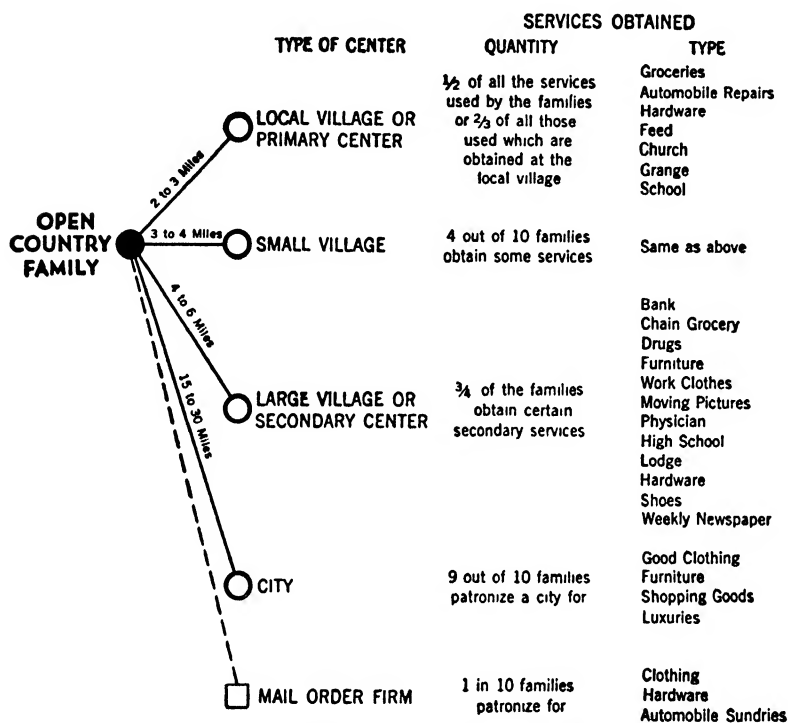 SERVICES OBTAINED
TYPE OF CENTER QUANTITY TYPE
OPEN
COUNTRY
FAMILY
2 to 3 Miles
LOCAL VILLAGE OR
PRIMARY CENTER
½ of all the services
used by the families
or ⅔ of all those
used which are
obtained at the
local village
Groceries
Automobile Repairs
Hardware
Feed
Church
Grange
School
3 to 4 Miles
SMALL VILLAGE
4 out of 10 families
obtain some services
Same as above
4 to 6 Miles
LARGE VILLAGE OR
SECONDARY CENTER
¾ of the families
obtain certain
secondary services
Bank
Chain Grocery
Drugs
Furniture
Work Clothes
Moving Pictures
Physician
High School
Lodge
Hardware
Shoes
Weekly Newspaper
15 to 30 Miles
CITY
9 out of 10 families
patronize a city for
Good Clothing
Furniture
Shopping Goods
Luxuries
MAIL ORDER FIRM
1 in 10 families
patronize for
Clothing
Hardware
Automobile Sundries